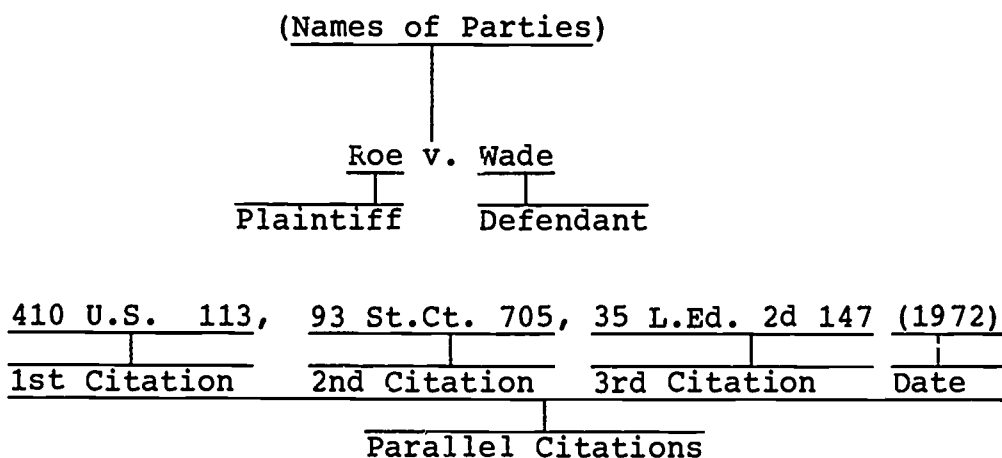 (Names of Parties)
Roe v. Wade
Plaintiff Defendant
410 U.S. 113, 93 St.Ct. 705, 35 L.Ed. 2d 147 (1972)
1st Citation 2nd Citation 3rd Citation Date
Parallel Citations